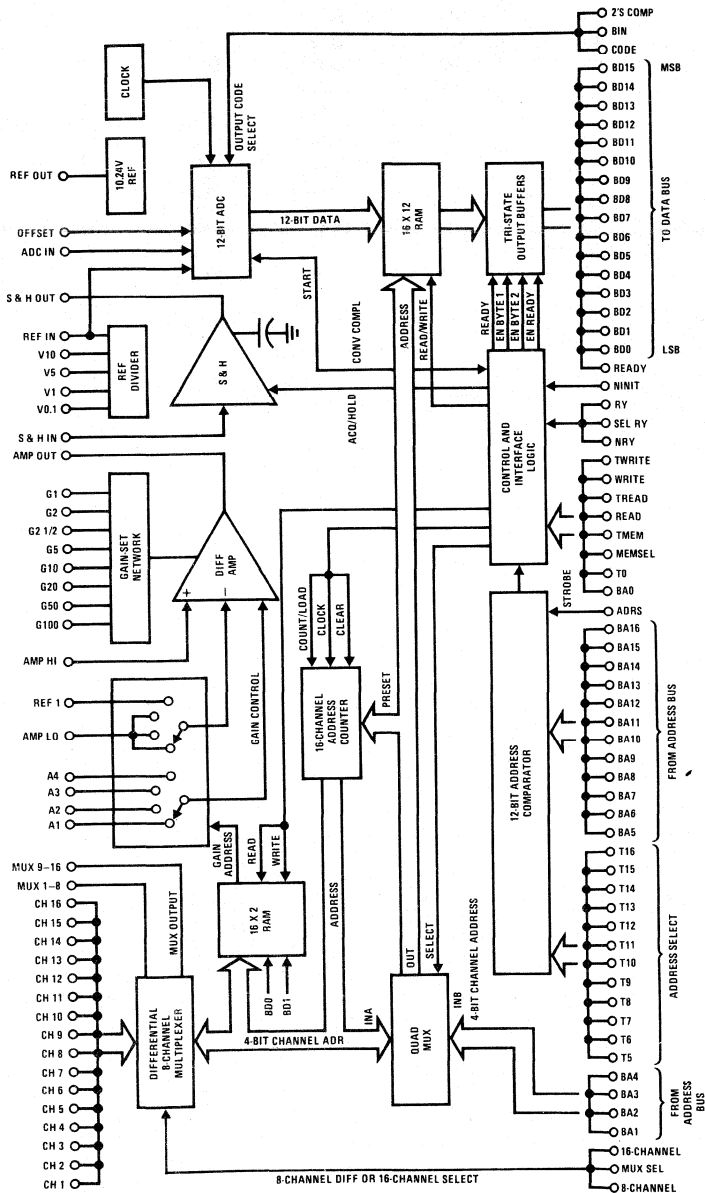 2'S COMP
BIN
CODE
BD15
MSB
BD14
BD13
BD12
BD11
BD10
BD9
BD8
BD7
BD6
BD5
BD4
BD3
BD2
BD1
BD0
LSB
TO DATA BUS
READY
NINIT
RY
SEL RY
NRY
TWRITE
WRITE
TREAD
READ
TMEM
MEMSEL
T0
BA0
ADRS
BA16
BA15
BA14
BA13
BA12
BA11
BA10
BA9
BA8
BA7
BA6
BA5
FROM ADDRESS BUS
T16
T15
T14
T13
T12
T11
T10
T9
T8
T7
T6
T5
ADDRESS SELECT
BA4
BA3
BA2
BA1
FROM
ADDRESS
BUS
16-CHANNEL
MUX SEL
8-CHANNEL
CLOCK
10.24V
REF
OUTPUT CODE
SELECT
12-BIT ADC
12-BIT DATA
16 X 12
RAM
TRI-STATE
OUTPUT BUFFERS
READY
EN BYTE 1
EN BYTE 2
EN READY
START
CONV COMPL
ADDRESS
READ/WRITE
S & H
ACQ/HOLD
CONTROL AND
INTERFACE
LOGIC
STROBE
REF
DIVIDER
GAIN-SET
NETWORK
DIFF
AMP
+
−
GAIN CONTROL
COUNT/LOAD
CLOCK
CLEAR
16-CHANNEL
ADDRESS
COUNTER
PRESET
12-BIT ADDRESS
COMPARATOR
GAIN
ADDRESS
READ
WRITE
16 X 2
RAM
BD0
BD1
ADDRESS
OUT
SELECT
4-BIT CHANNEL ADDRESS
INA
INB
QUAD
MUX
4-BIT CHANNEL ADR
MUX OUTPUT
DIFFERENTIAL
8-CHANNEL
MULTIPLEXER
8-CHANNEL DIFF OR 16-CHANNEL SELECT
REF OUT
OFFSET
ADC IN
S & H OUT
REF IN
V10
V5
V1
V0.1
S & H IN
AMP OUT
G1
G2
G2 1/2
G5
G10
G20
G50
G100
AMP HI
REF 1
AMP LO
A4
A3
A2
A1
MUX 9–16
MUX 1–8
CH 16
CH 15
CH 14
CH 13
CH 12
CH 11
CH 10
CH 9
CH 8
CH 7
CH 6
CH 5
CH 4
CH 3
CH 2
CH 1